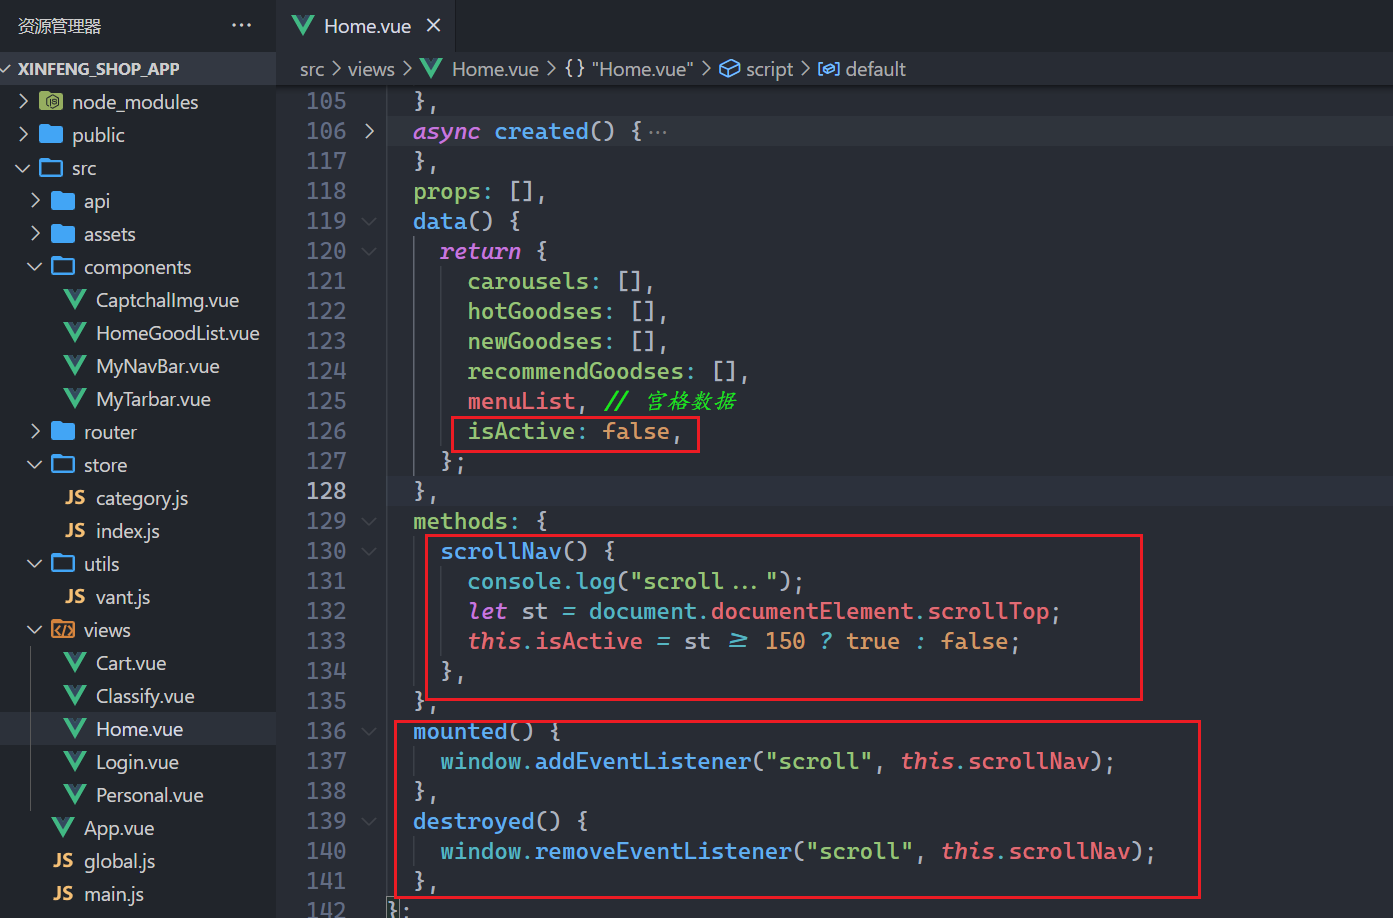 资源管理器 ···
XINFENG_SHOP_APP
node_modules
public
src
api
assets
components
CaptchaImg.vue
HomeGoodList.vue
MyNavBar.vue
MyTarbar.vue
router
store
JS category.js
JS index.js
utils
JS vant.js
views
Cart.vue
Classify.vue
Home.vue
Login.vue
Personal.vue
App.vue
JS global.js
JS main.js
Home.vue
src > views > Home.vue > {} "Home.vue" > script > default
105 },
106 async created() { ···
117 },
118 props: [],
119 data() {
120 return {
121 carousels: [],
122 hotGoodses: [],
123 newGoodses: [],
124 recommendGoodses: [],
125 menuList, // 宫格数据
126 isActive: false,
127 };
128 },
129 methods: {
130 scrollNav() {
131 console.log("scroll...");
132 let st = document.documentElement.scrollTop;
133 this.isActive = st ≥ 150 ? true : false;
134 },
135 },
136 mounted() {
137 window.addEventListener("scroll", this.scrollNav);
138 },
139 destroyed() {
140 window.removeEventListener("scroll", this.scrollNav);
141 },
142 };